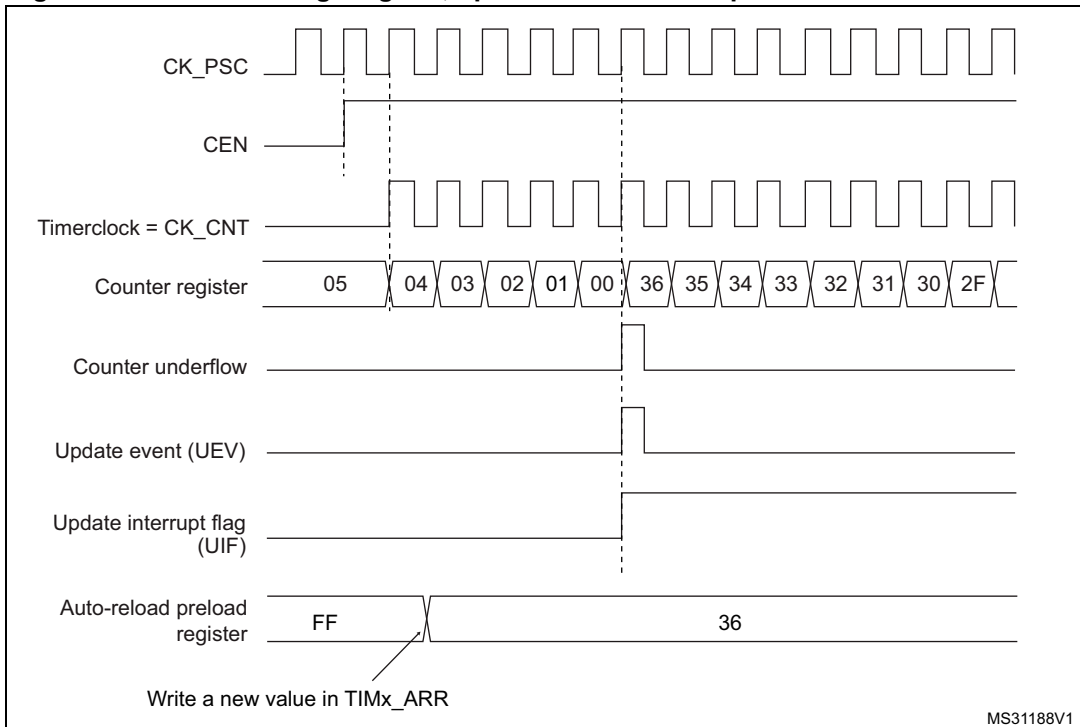 CK_PSC
CEN
Timerclock = CK_CNT
Counter register 05 04 03 02 01 00 36 35 34 33 32 31 30 2F
Counter underflow
Update event (UEV)
Update interrupt flag
(UIF)
Auto-reload preload
register
FF 36
Write a new value in TIMx_ARR
MS31188V1